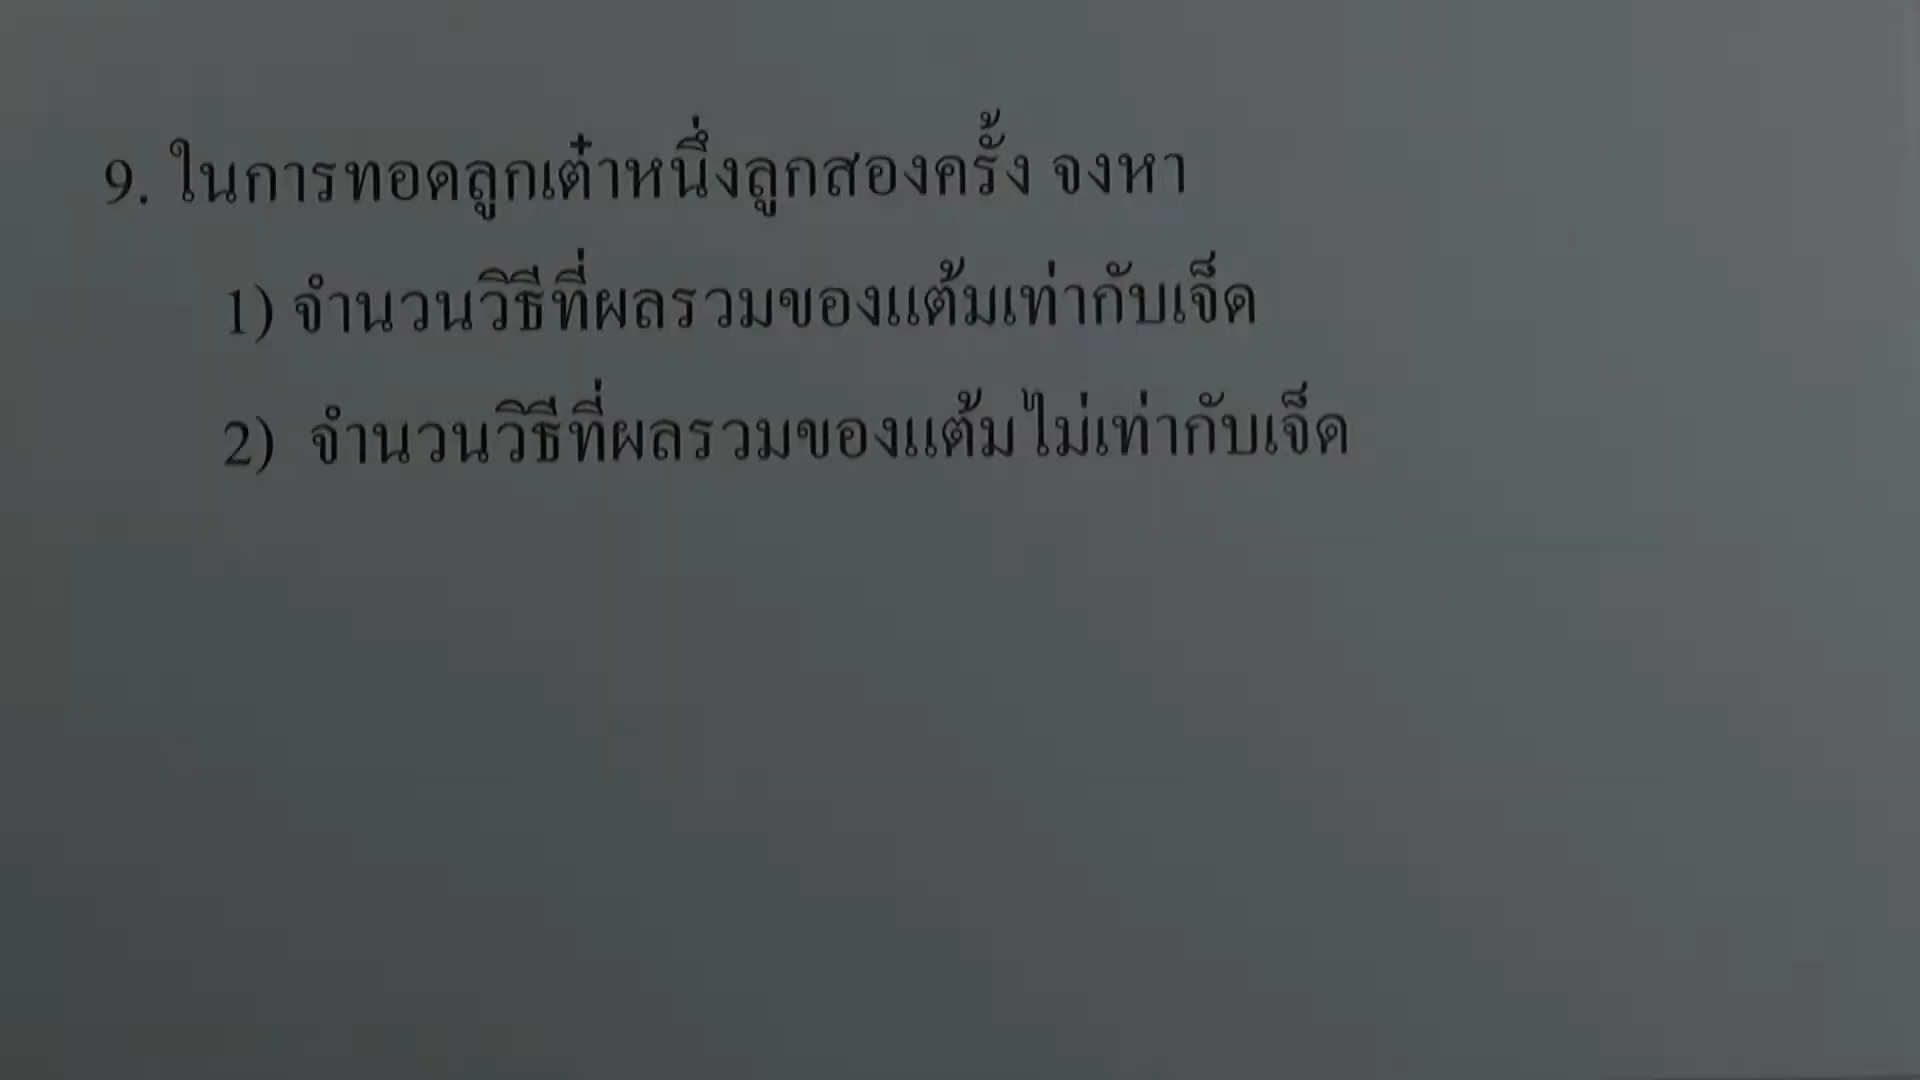 9. ในการทอดลูกเต๋าหนึ่งลูกสองครั้ง จงหา
1) จำนวนวิธีที่ผลรวมของแต้มเท่ากับเจ็ด
2) จำนวนวิธีที่ผลรวมของแต้มไม่เท่ากับเจ็ด